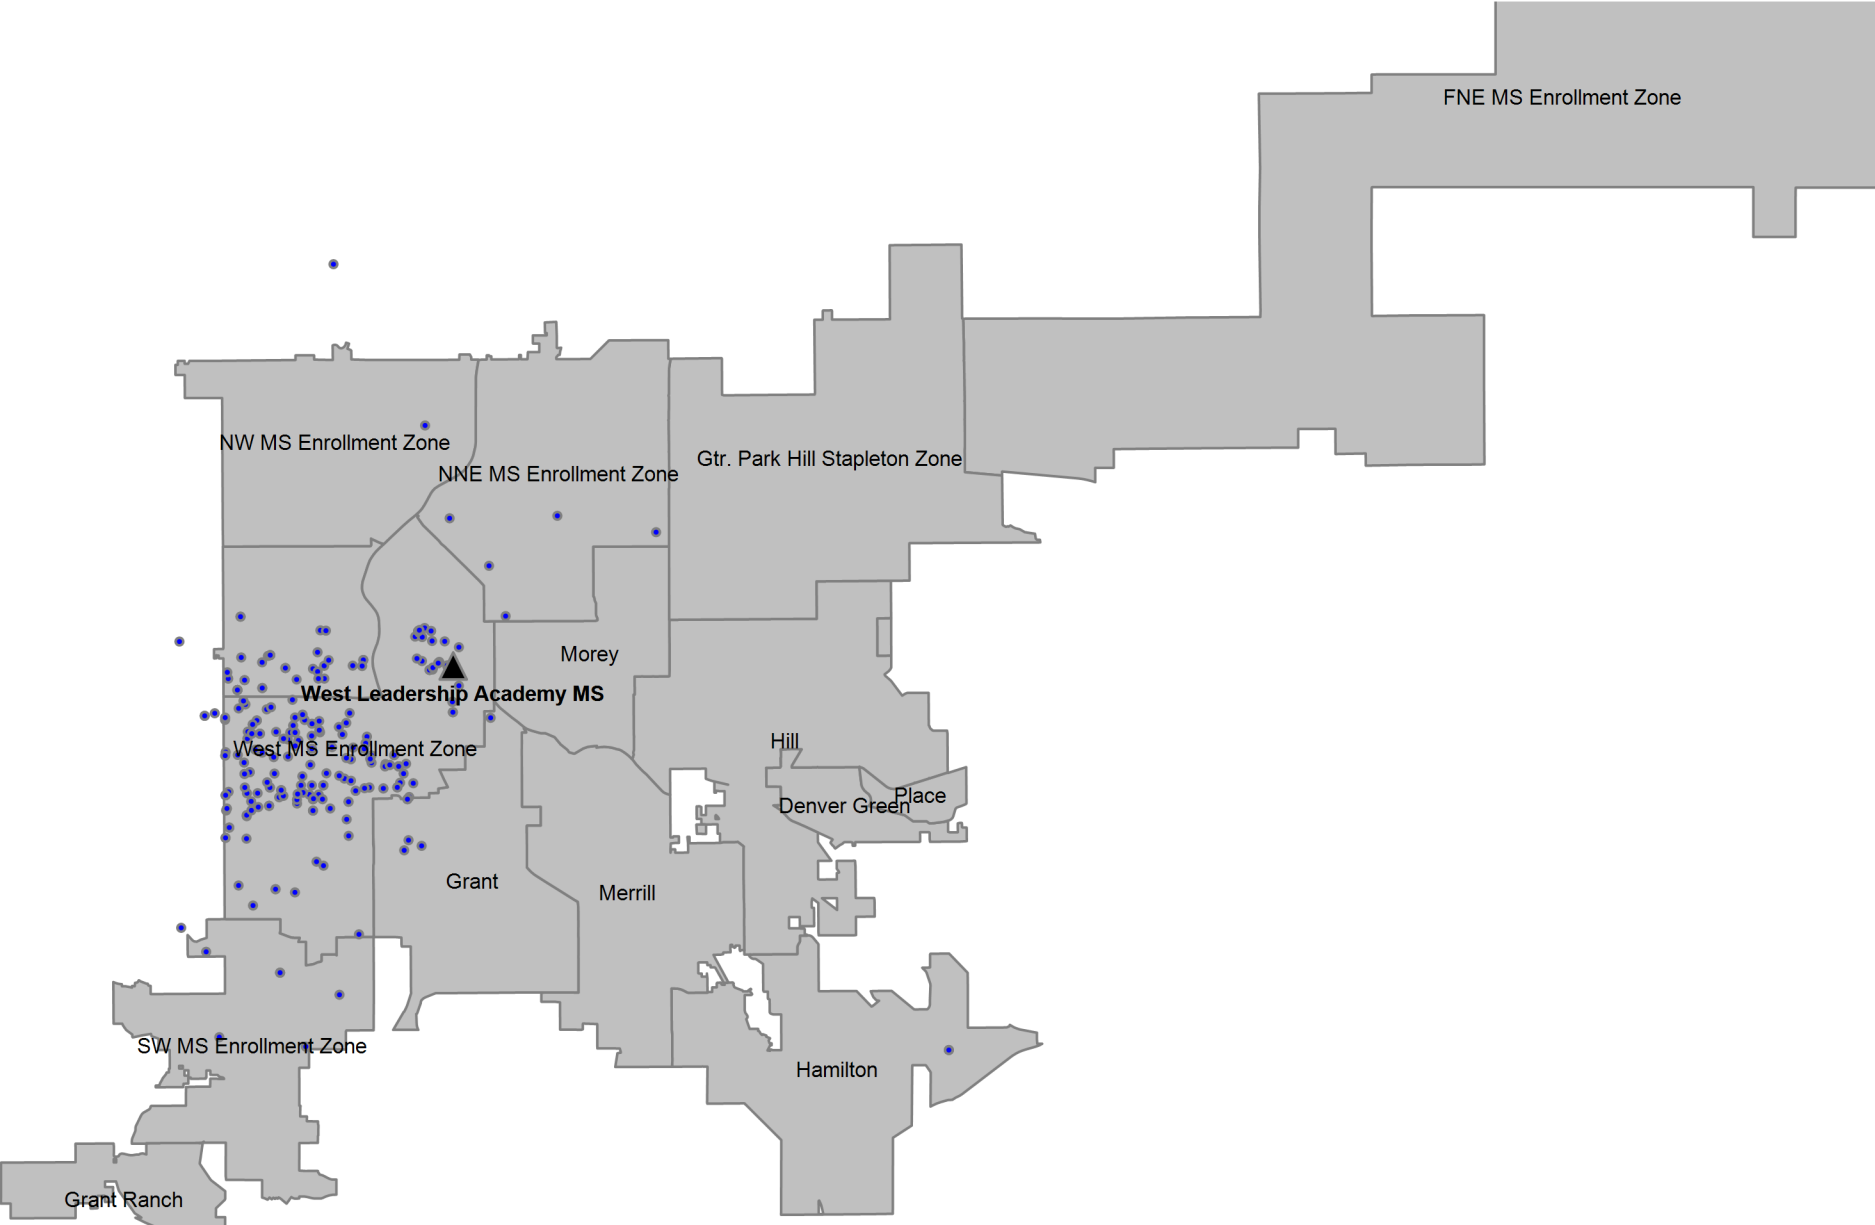 FNE MS Enrollment Zone
NW MS Enrollment Zone
NNE MS Enrollment Zone
Gtr. Park Hill Stapleton Zone
Morey
West Leadership Academy MS
West MS Enrollment Zone
Hill
Place
Denver Green
Grant
Merrill
SW MS Enrollment Zone
Hamilton
Grant Ranch